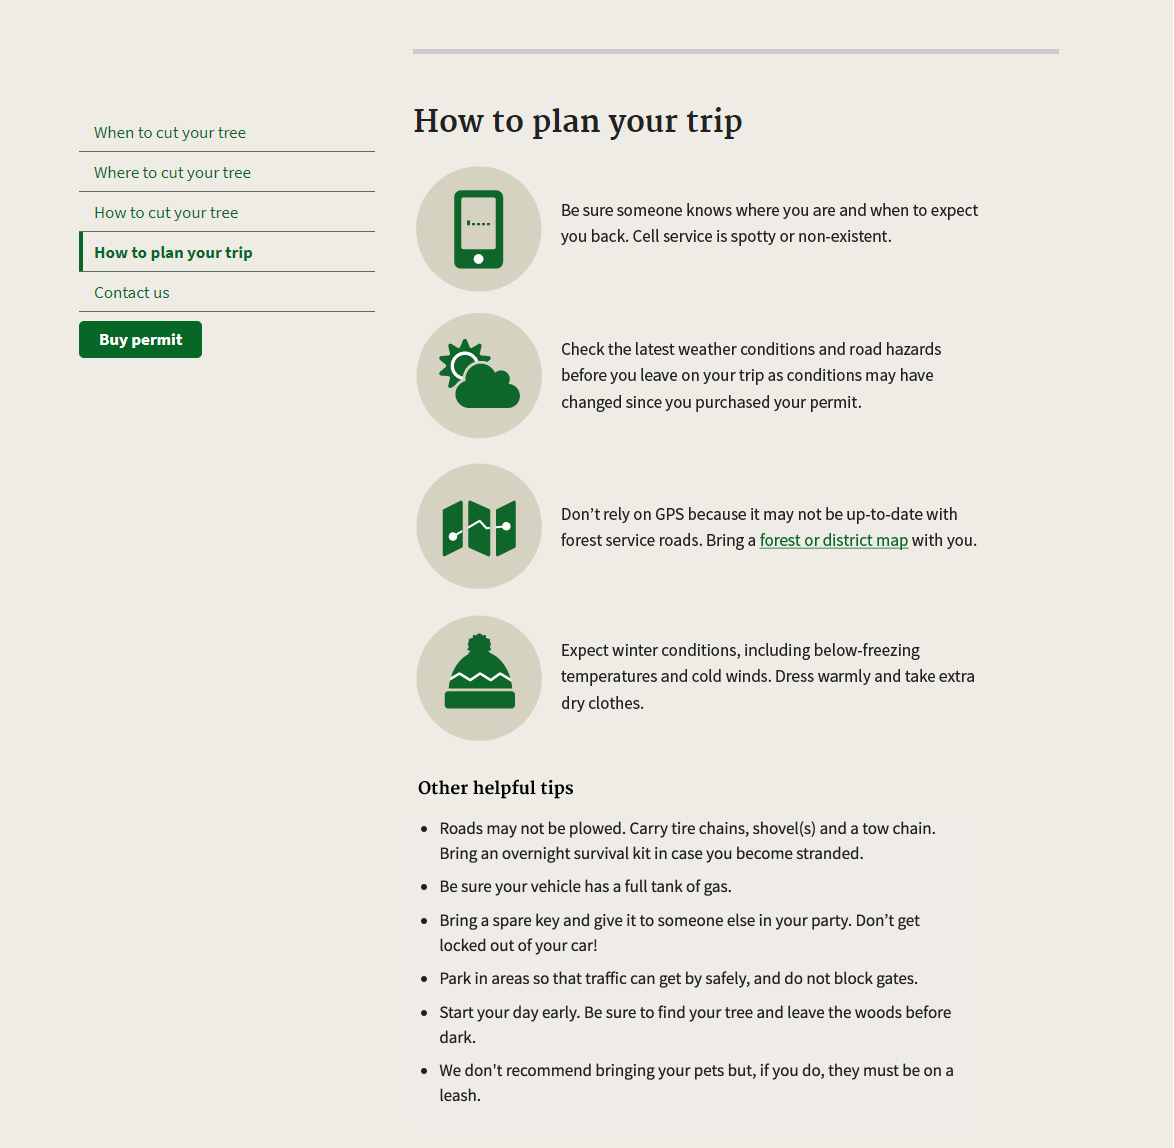 When to cut your tree
Where to cut your tree
How to cut your tree
How to plan your trip
Contact us
Buy permit
How to plan your trip
Be sure someone knows where you are and when to expect
you back. Cell service is spotty or non-existent.
Check the latest weather conditions and road hazards
before you leave on your trip as conditions may have
changed since you purchased your permit.
Don’t rely on GPS because it may not be up-to-date with
forest service roads. Bring a forest or district map with you.
Expect winter conditions, including below-freezing
temperatures and cold winds. Dress warmly and take extra
dry clothes.
Other helpful tips
• Roads may not be plowed. Carry tire chains, shovel(s) and a tow chain.
Bring an overnight survival kit in case you become stranded.
• Be sure your vehicle has a full tank of gas.
• Bring a spare key and give it to someone else in your party. Don’t get
locked out of your car!
• Park in areas so that traffic can get by safely, and do not block gates.
• Start your day early. Be sure to find your tree and leave the woods before
dark.
• We don't recommend bringing your pets but, if you do, they must be on a
leash.